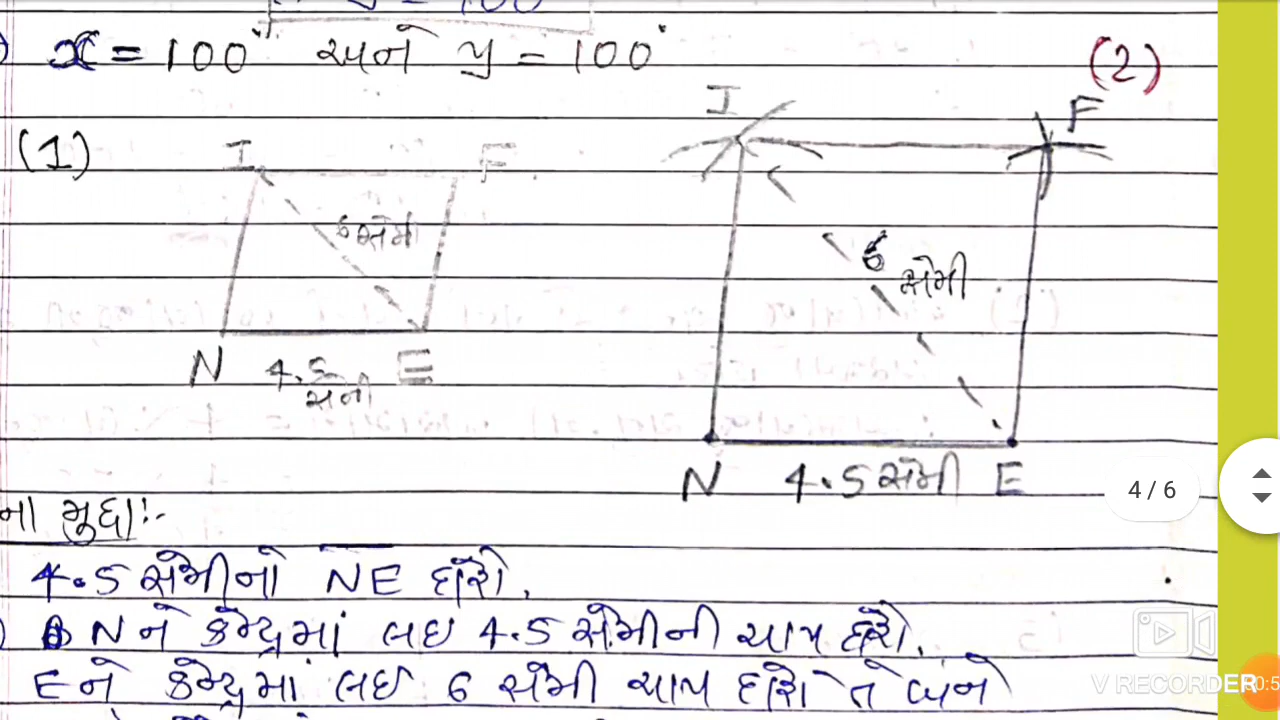 x = 100° અને y = 100°
(2)
(1)
I F
I F
6 સેમી
6 સેમી
N 4.5 સેમી E
N 4.5 સેમી E
4 / 6
ના મુદ્દા:-
4.5 સેમીનો NE દોરો.
N ને કેન્દ્રમાં લઇ 4.5 સેમીની ચાપ દોરો.
E ને કેન્દ્રમાં લઈ 6 સેમી ચાપ દોરો તે બંને
V RECORDER